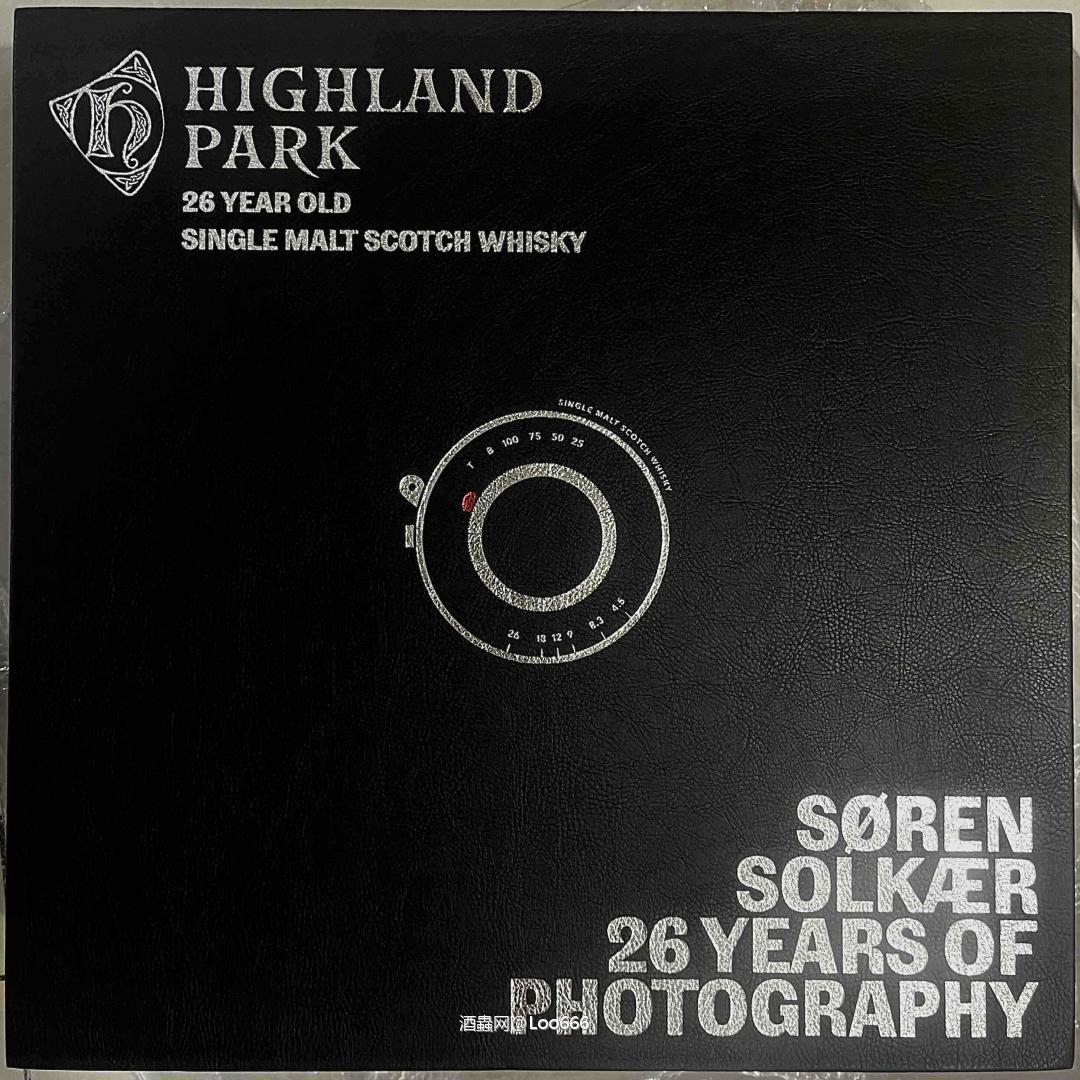 HIGHLAND
PARK
26 YEAR OLD
SINGLE MALT SCOTCH WHISKY
SINGLE MALT SCOTCH WHISKY
T B 100 75 50 25
26 18 12 9 8.3 4.5
SØREN
SOLKÆR
26 YEARS OF
PHOTOGRAPHY
酒蟲网@Loo666